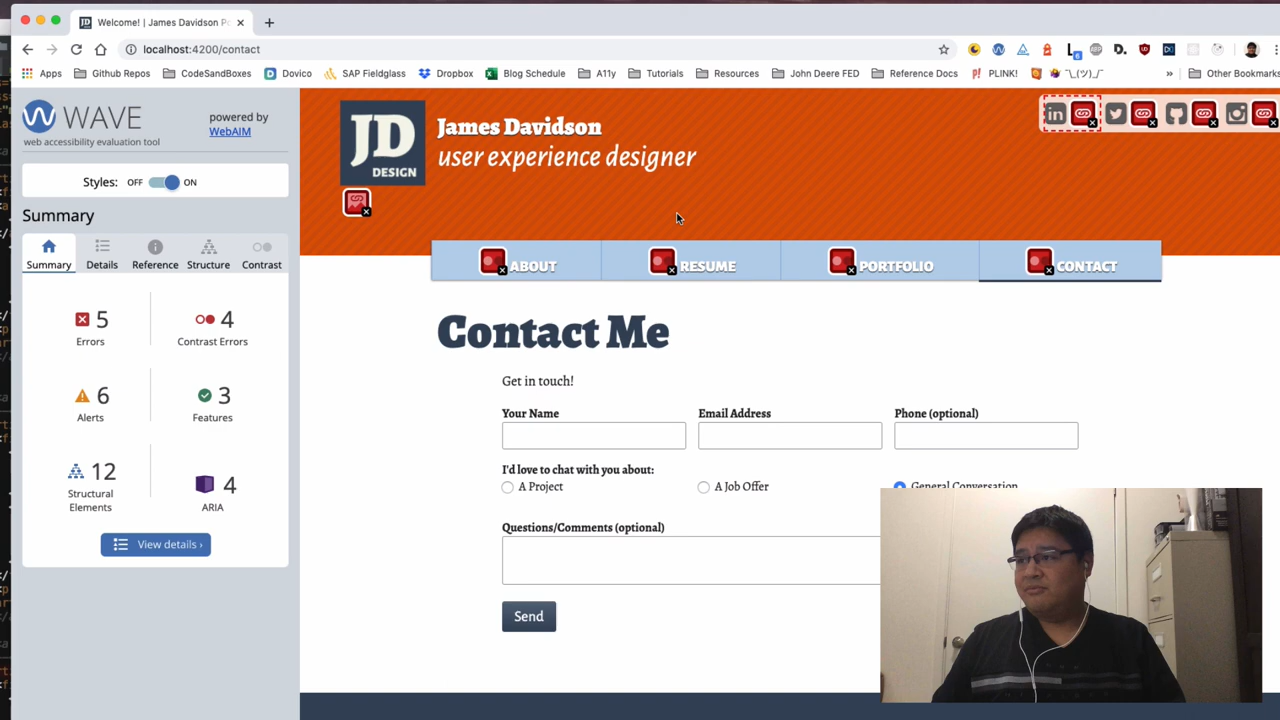 Welcome! | James Davidson Po
localhost:4200/contact
Apps Github Repos CodeSandBoxes Dovico SAP Fieldglass Dropbox Blog Schedule A11y Tutorials Resources John Deere FED Reference Docs PLINK! ¯\_(ツ)_/¯ » Other Bookmarks
WAVE
web accessibility evaluation tool
powered by
WebAIM
Styles: OFF ON
Summary
Summary Details Reference Structure Contrast
5
Errors
4
Contrast Errors
6
Alerts
3
Features
12
Structural
Elements
4
ARIA
View details ›
JD
DESIGN
James Davidson
user experience designer
ABOUT RESUME PORTFOLIO CONTACT
Contact Me
Get in touch!
Your Name Email Address Phone (optional)
I'd love to chat with you about:
A Project A Job Offer General Conversation
Questions/Comments (optional)
Send